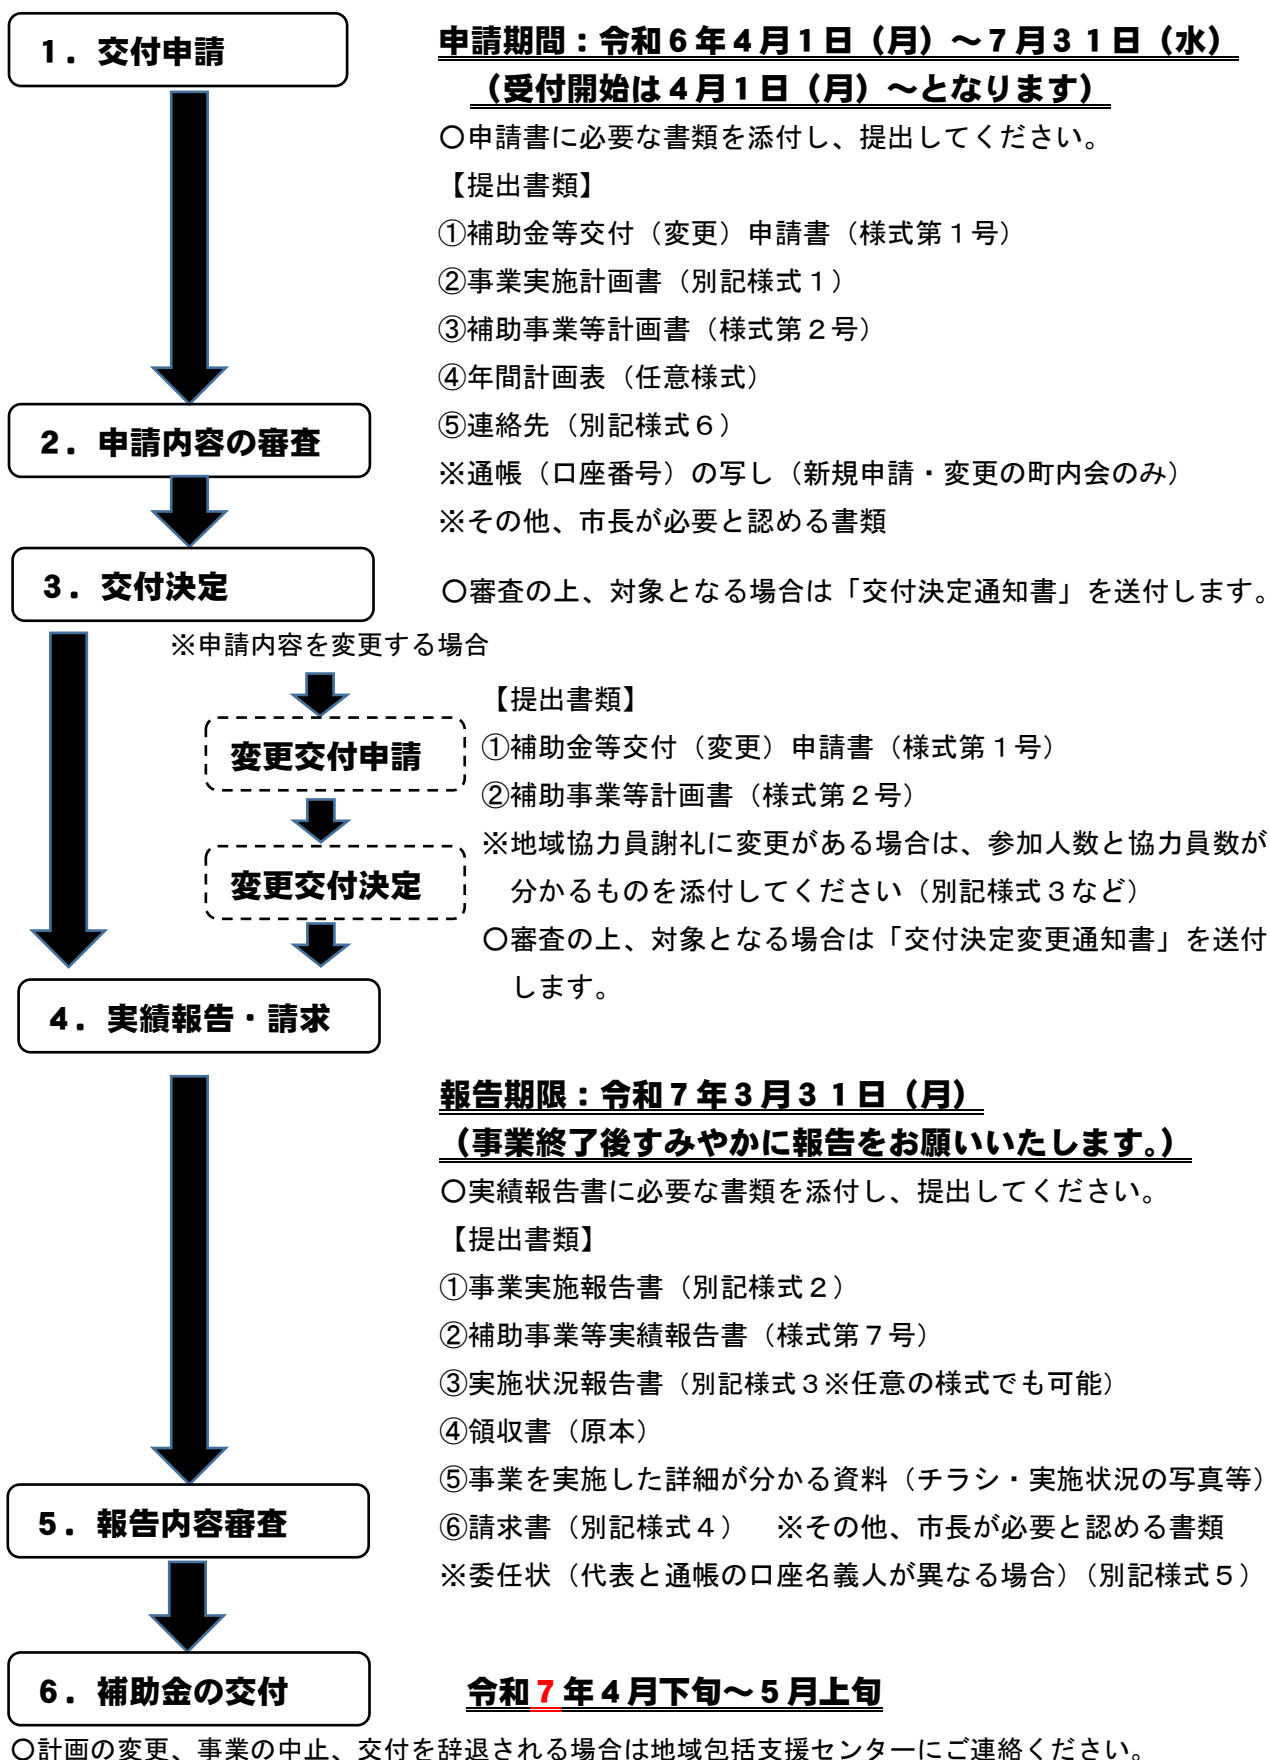 １．交付申請
申請期間：令和６年４月１日（月）～７月３１日（水）
（受付開始は４月１日（月）～となります）
〇申請書に必要な書類を添付し、提出してください。
【提出書類】
①補助金等交付（変更）申請書（様式第１号）
②事業実施計画書（別記様式１）
③補助事業等計画書（様式第２号）
④年間計画表（任意様式）
⑤連絡先（別記様式６）
※通帳（口座番号）の写し（新規申請・変更の町内会のみ）
※その他、市長が必要と認める書類
２．申請内容の審査
３．交付決定
〇審査の上、対象となる場合は「交付決定通知書」を送付します。
※申請内容を変更する場合
【提出書類】
変更交付申請
①補助金等交付（変更）申請書（様式第１号）
②補助事業等計画書（様式第２号）
※地域協力員謝礼に変更がある場合は、参加人数と協力員数が
分かるものを添付してください（別記様式３など）
変更交付決定
〇審査の上、対象となる場合は「交付決定変更通知書」を送付
します。
４．実績報告・請求
報告期限：令和７年３月３１日（月）
（事業終了後すみやかに報告をお願いいたします。）
〇実績報告書に必要な書類を添付し、提出してください。
【提出書類】
①事業実施報告書（別記様式２）
②補助事業等実績報告書（様式第７号）
③実施状況報告書（別記様式３※任意の様式でも可能）
④領収書（原本）
⑤事業を実施した詳細が分かる資料（チラシ・実施状況の写真等）
⑥請求書（別記様式４）　※その他、市長が必要と認める書類
※委任状（代表と通帳の口座名義人が異なる場合）（別記様式５）
５．報告内容審査
６．補助金の交付
令和７年４月下旬～５月上旬
〇計画の変更、事業の中止、交付を辞退される場合は地域包括支援センターにご連絡ください。